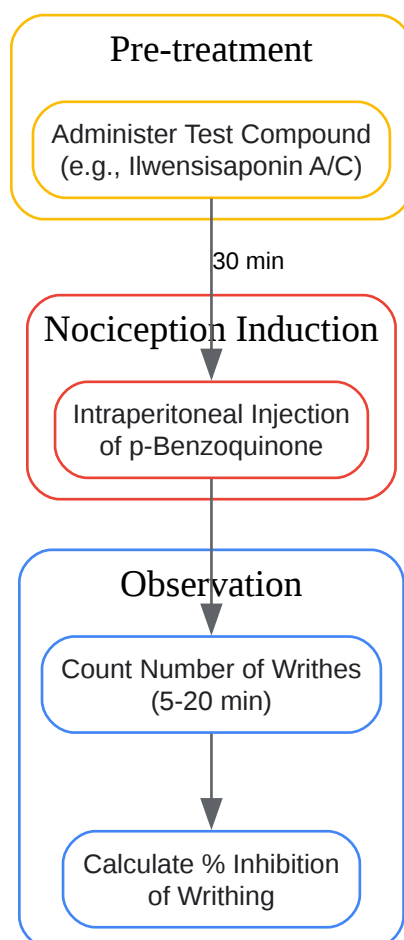 Pre-treatment
Administer Test Compound
(e.g., Ilwensisaponin A/C)
30 min
Nociception Induction
Intraperitoneal Injection
of p-Benzoquinone
Observation
Count Number of Writhes
(5-20 min)
Calculate % Inhibition
of Writhing